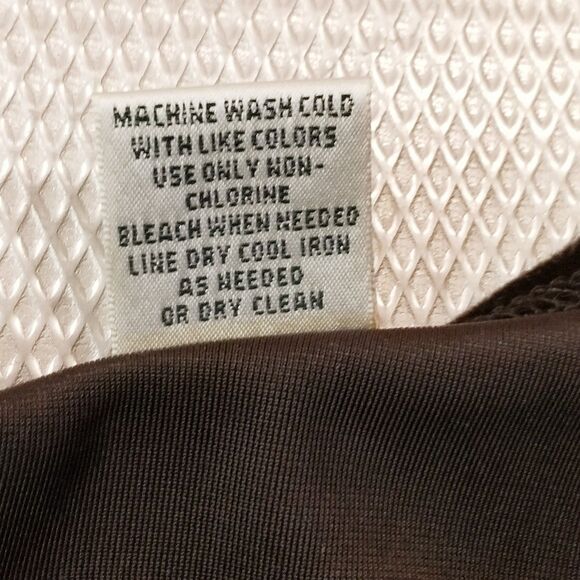 MACHINE WASH COLD
WITH LIKE COLORS
USE ONLY NON-
CHLORINE
BLEACH WHEN NEEDED
LINE DRY COOL IRON
AS NEEDED
OR DRY CLEAN